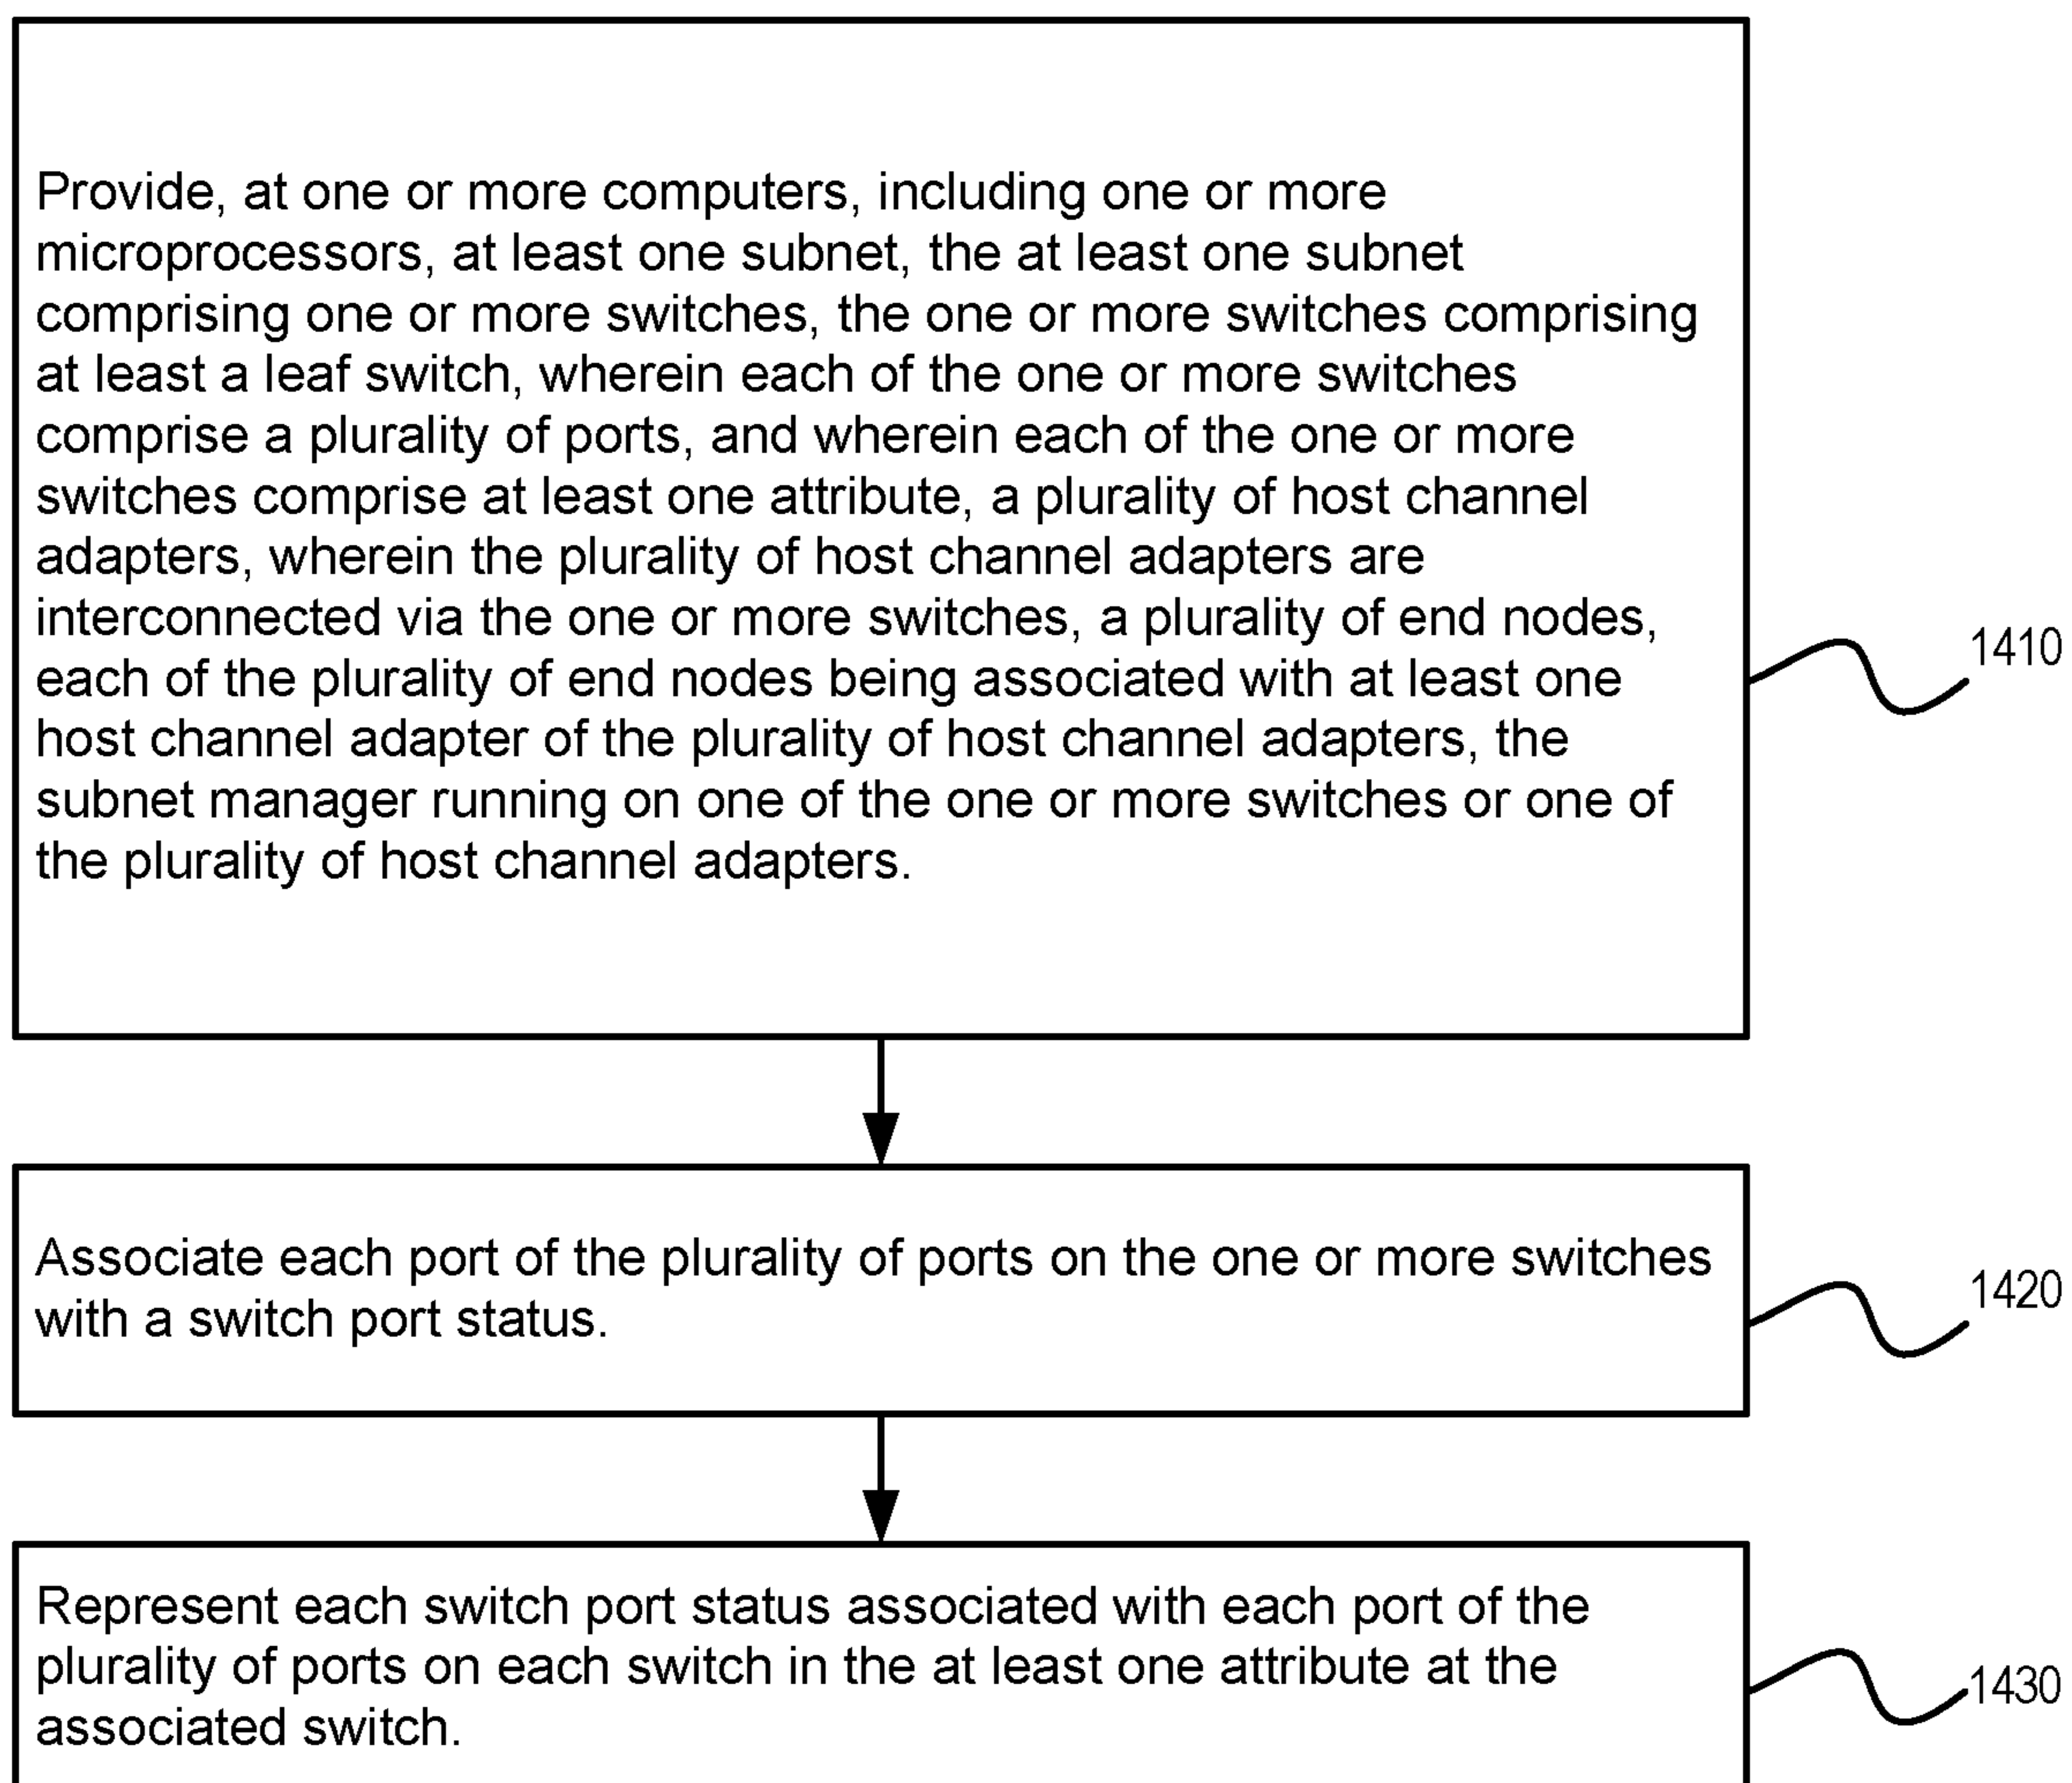 Provide, at one or more computers, including one or more
microprocessors, at least one subnet, the at least one subnet
comprising one or more switches, the one or more switches comprising
at least a leaf switch, wherein each of the one or more switches
comprise a plurality of ports, and wherein each of the one or more
switches comprise at least one attribute, a plurality of host channel
adapters, wherein the plurality of host channel adapters are
interconnected via the one or more switches, a plurality of end nodes,
each of the plurality of end nodes being associated with at least one
host channel adapter of the plurality of host channel adapters, the
subnet manager running on one of the one or more switches or one of
the plurality of host channel adapters.
1410
Associate each port of the plurality of ports on the one or more switches
with a switch port status.
1420
Represent each switch port status associated with each port of the
plurality of ports on each switch in the at least one attribute at the
associated switch.
1430